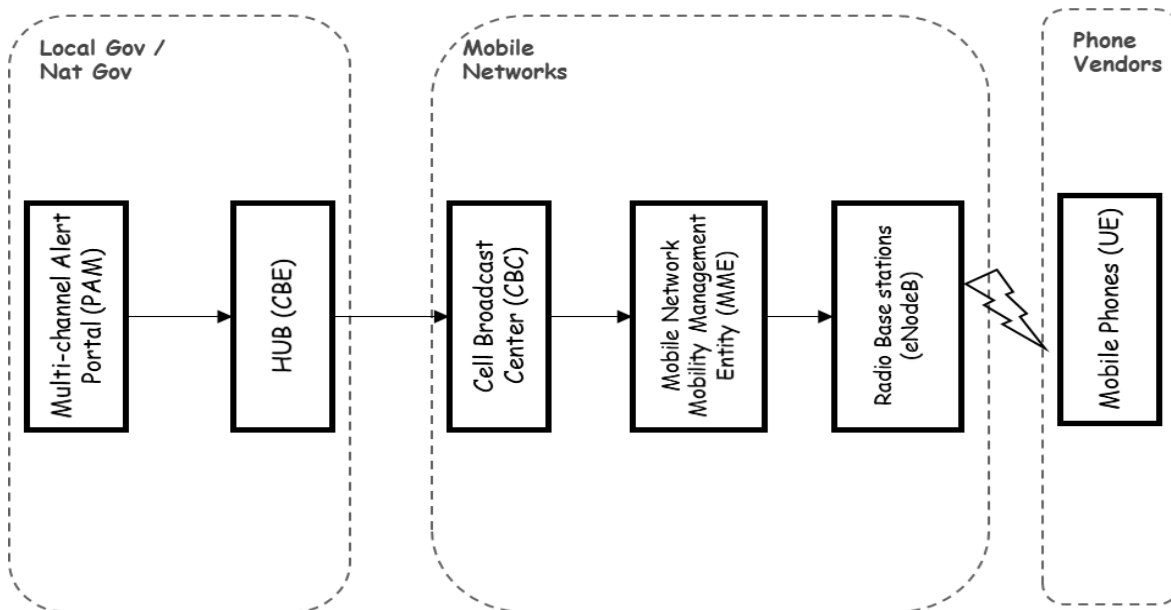 Local Gov /
Nat Gov
Mobile
Networks
Phone
Vendors
Multi-channel Alert
Portal (PAM)
HUB (CBE)
Cell Broadcast
Center (CBC)
Mobile Network
Mobility Management
Entity (MME)
Radio Base stations
(eNodeB)
Mobile Phones (UE)